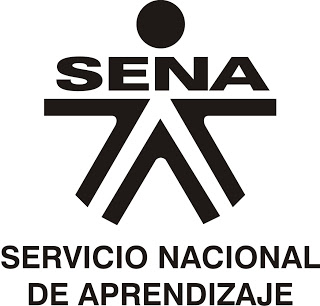 SENA
SERVICIO NACIONAL
DE APRENDIZAJE